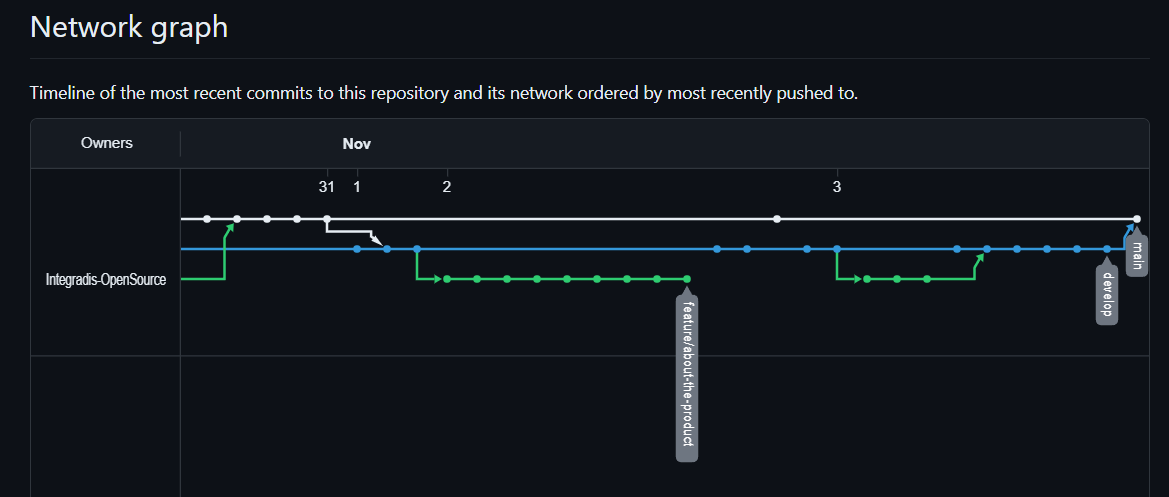 Network graph
Timeline of the most recent commits to this repository and its network ordered by most recently pushed to.
Owners
Nov
31
1
2
3
Integradis-OpenSource
main
develop
feature/about-the-product